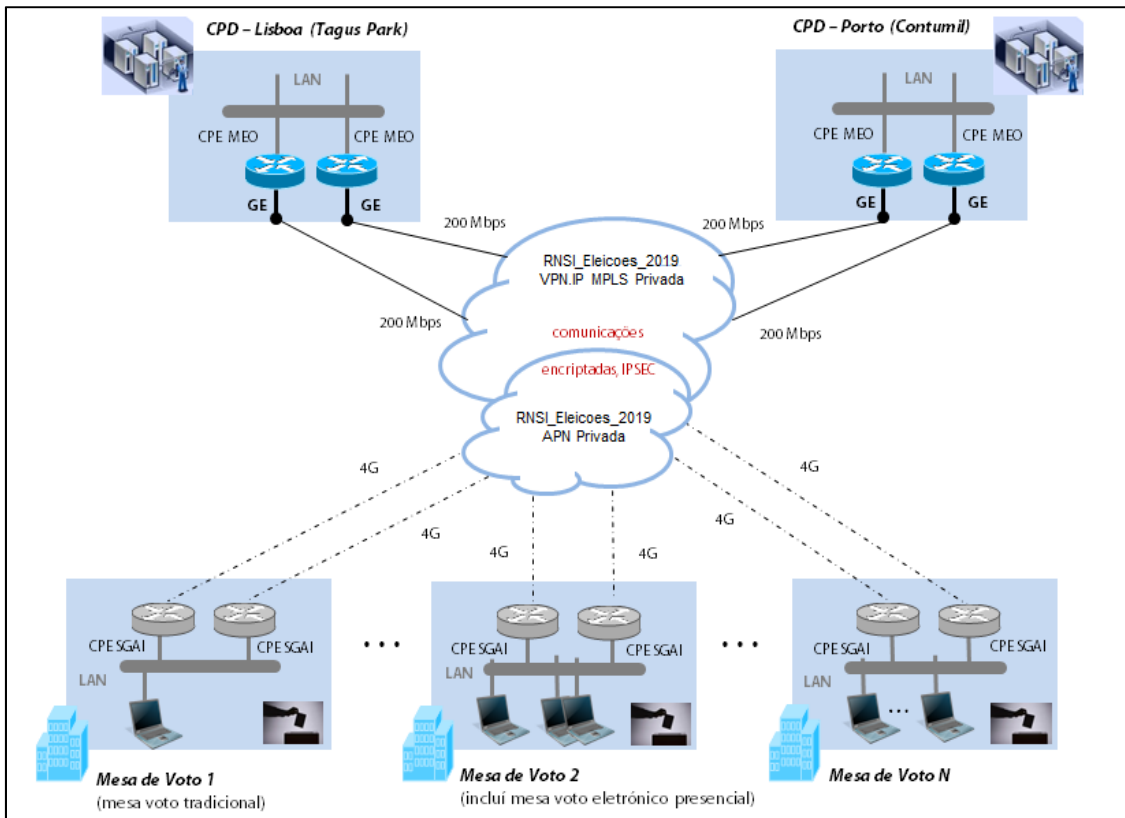 CPD – Lisboa (Tagus Park)
CPD – Porto (Contumil)
LAN
LAN
CPE MEO
CPE MEO
CPE MEO
CPE MEO
GE
GE
GE
GE
200 Mbps
200 Mbps
RNSI_Eleicoes_2019
VPN.IP MPLS Privada
200 Mbps
200 Mbps
comunicações
encriptadas, IPSEC
RNSI_Eleicoes_2019
APN Privada
4G
4G
4G
4G
4G
4G
CPE SGAI
CPE SGAI
LAN
...
CPE SGAI
CPE SGAI
LAN
...
CPE SGAI
CPE SGAI
LAN
...
Mesa de Voto 1
(mesa voto tradicional)
Mesa de Voto 2
(incluí mesa voto eletrónico presencial)
Mesa de Voto N